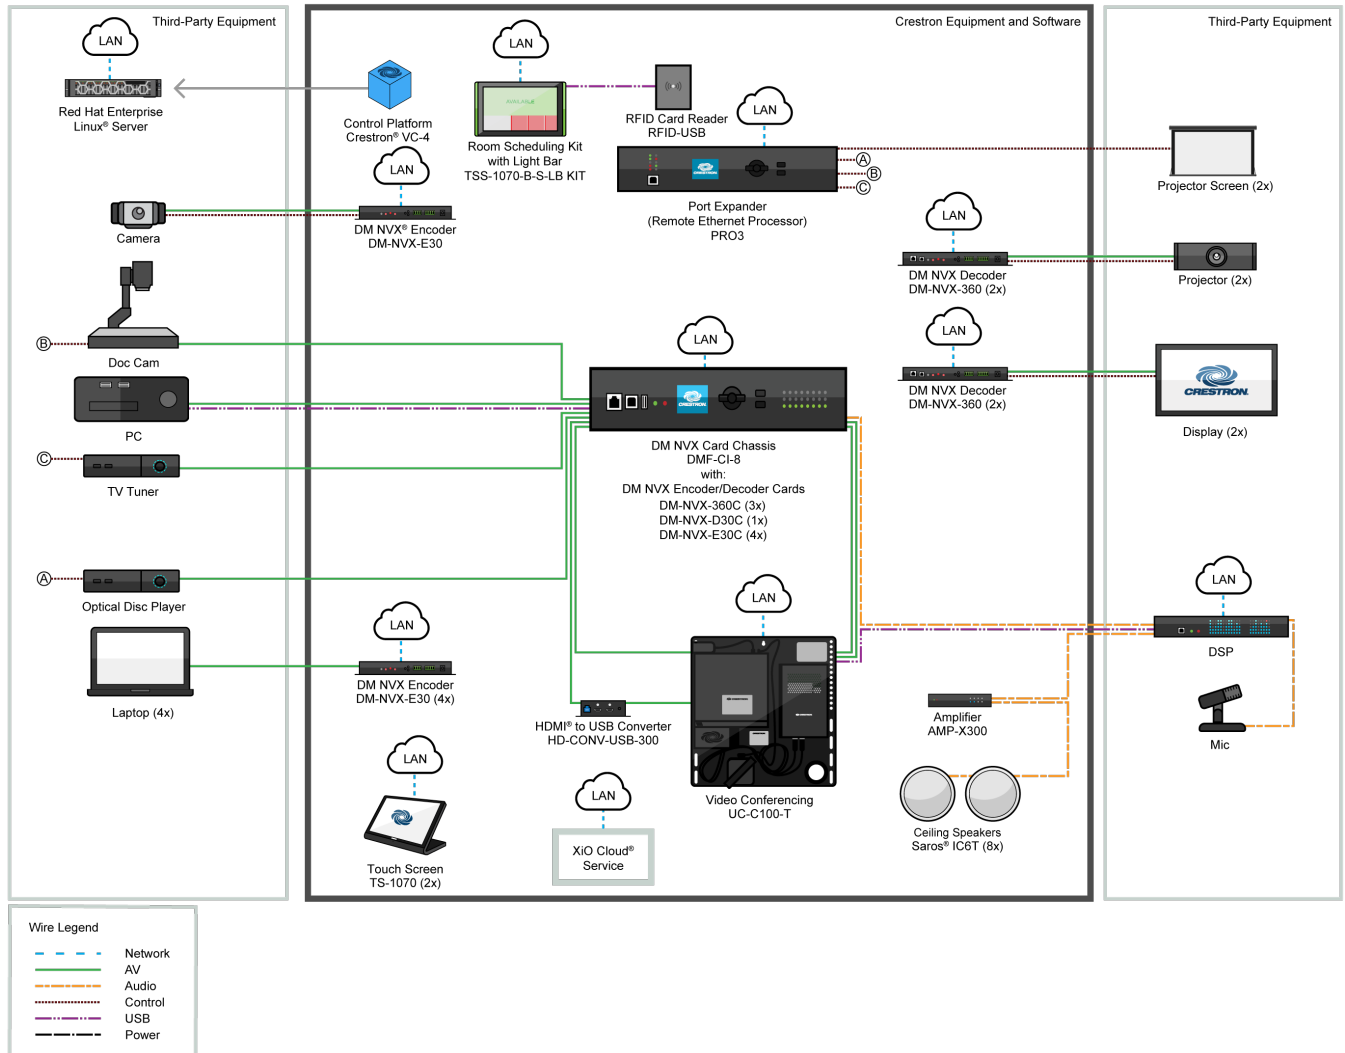 Third-Party Equipment
Crestron Equipment and Software
Third-Party Equipment
LAN
Red Hat Enterprise
Linux® Server
Control Platform
Crestron® VC-4
LAN
AVAILABLE
Room Scheduling Kit
with Light Bar
TSS-1070-B-S-LB KIT
RFID Card Reader
RFID-USB
LAN
CRESTRON
Port Expander
(Remote Ethernet Processor)
PRO3
A
B
C
Projector Screen (2x)
Camera
LAN
DM NVX® Encoder
DM-NVX-E30
LAN
DM NVX Decoder
DM-NVX-360 (2x)
Projector (2x)
B
Doc Cam
PC
C
TV Tuner
LAN
CRESTRON
DM NVX Card Chassis
DMF-CI-8
with:
DM NVX Encoder/Decoder Cards
DM-NVX-360C (3x)
DM-NVX-D30C (1x)
DM-NVX-E30C (4x)
LAN
DM NVX Decoder
DM-NVX-360 (2x)
CRESTRON
Display (2x)
A
Optical Disc Player
Laptop (4x)
LAN
DM NVX Encoder
DM-NVX-E30 (4x)
HDMI® to USB Converter
HD-CONV-USB-300
LAN
Video Conferencing
UC-C100-T
LAN
DSP
Mic
Amplifier
AMP-X300
Ceiling Speakers
Saros® IC6T (8x)
LAN
Touch Screen
TS-1070 (2x)
LAN
XiO Cloud®
Service
Wire Legend
Network
AV
Audio
Control
USB
Power